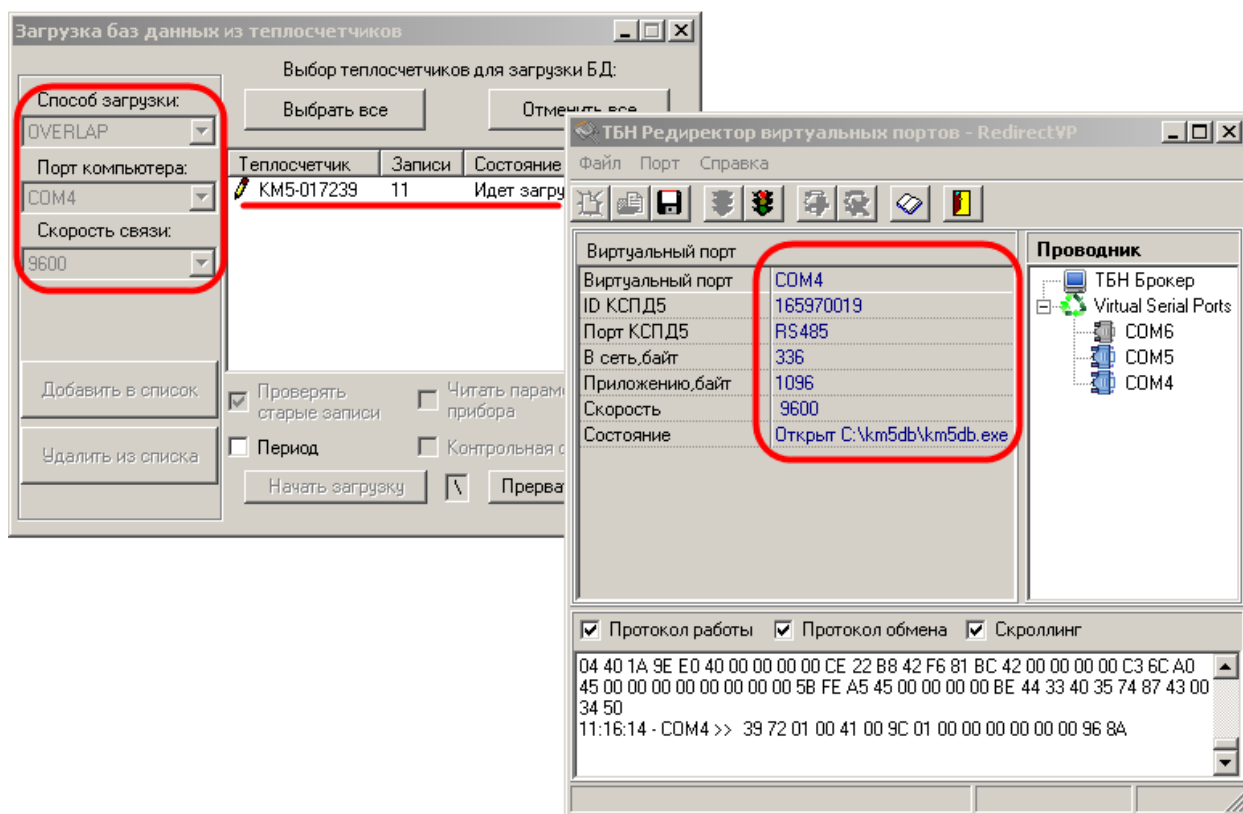 Загрузка баз данных из теплосчетчиков
Выбор теплосчетчиков для загрузки БД:
Способ загрузки:
OVERLAP
Порт компьютера:
COM4
Скорость связи:
9600
Выбрать все
Отменить все
Теплосчетчик Записи Состояние
КМ5-017239 11 Идет загру
Добавить в список
Удалить из списка
Проверять старые записи
Читать парам
прибора
Период
Контрольная с
Начать загрузку
Прерва
ТБН Редиректор виртуальных портов - RedirectVP
Файл Порт Справка
Виртуальный порт
Виртуальный порт COM4
ID КСПД5 165970019
Порт КСПД5 RS485
В сеть,байт 336
Приложению,байт 1096
Скорость 9600
Состояние Открыт C:\km5db\km5db.exe
Проводник
ТБН Брокер
Virtual Serial Ports
COM6
COM5
COM4
Протокол работы Протокол обмена Скроллинг
04 40 1A 9E E0 40 00 00 00 00 CE 22 B8 42 F6 81 BC 42 00 00 00 00 C3 6C A0
45 00 00 00 00 00 00 00 00 5B FE A5 45 00 00 00 00 BE 44 33 40 35 74 87 43 00
34 50
11:16:14 - COM4 >> 39 72 01 00 41 00 9C 01 00 00 00 00 00 00 96 8A